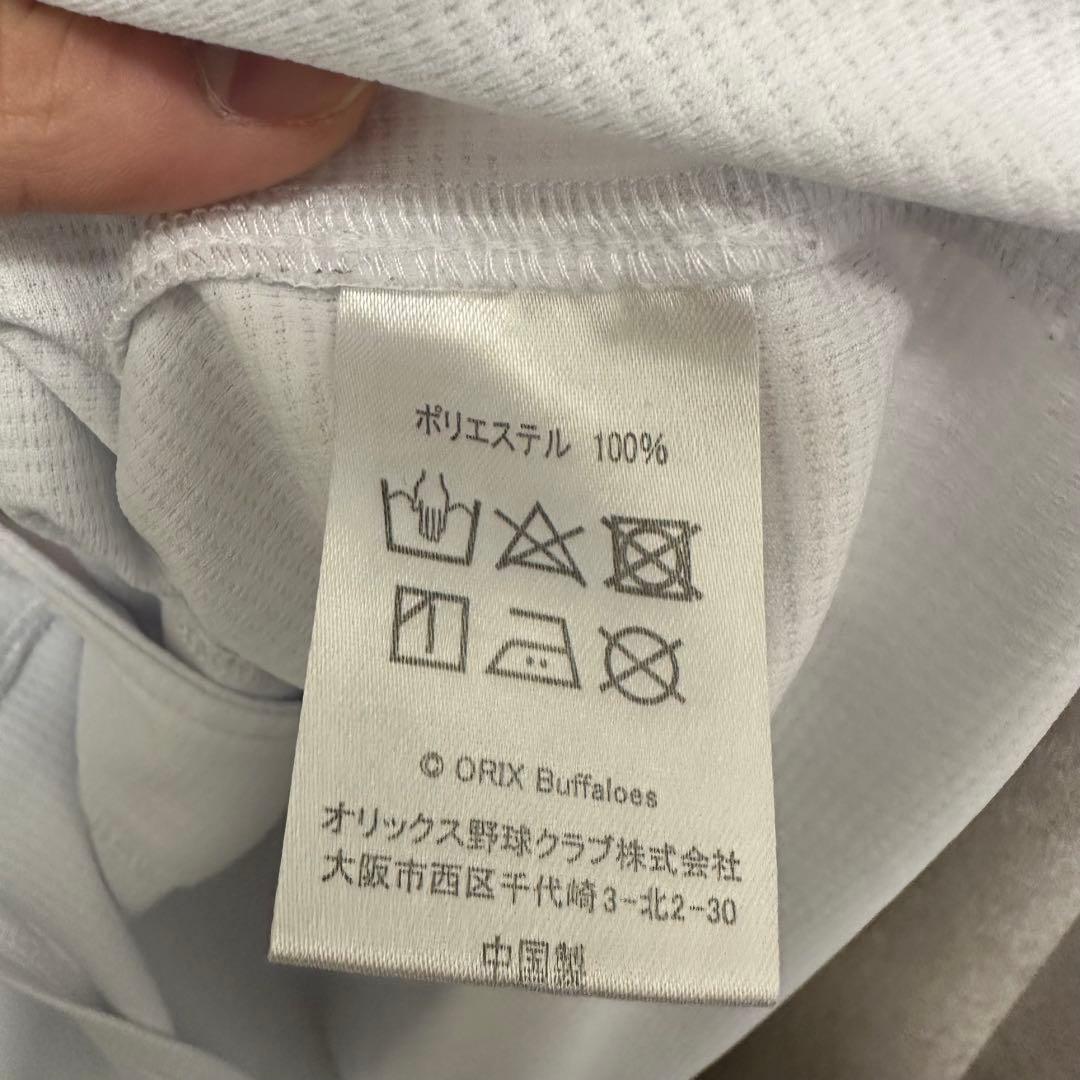 ポリエステル 100%
© ORIX Buffaloes
オリックス野球クラブ株式会社
大阪市西区千代崎3-北2-30
中国製